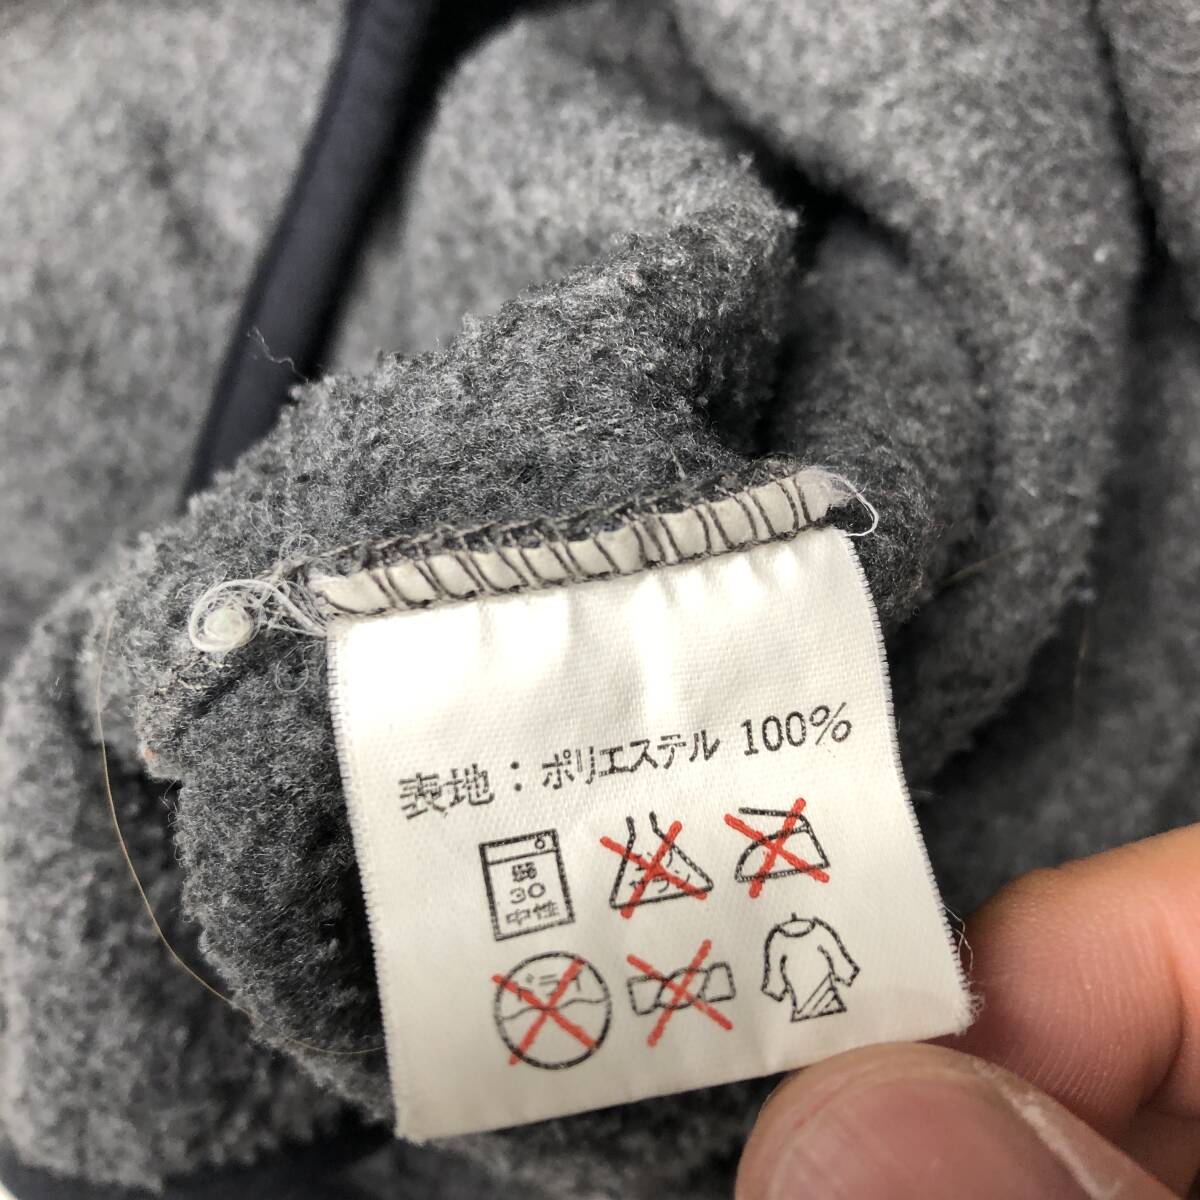 表地：ポリエステル 100%
弱
30
中性
ドライ